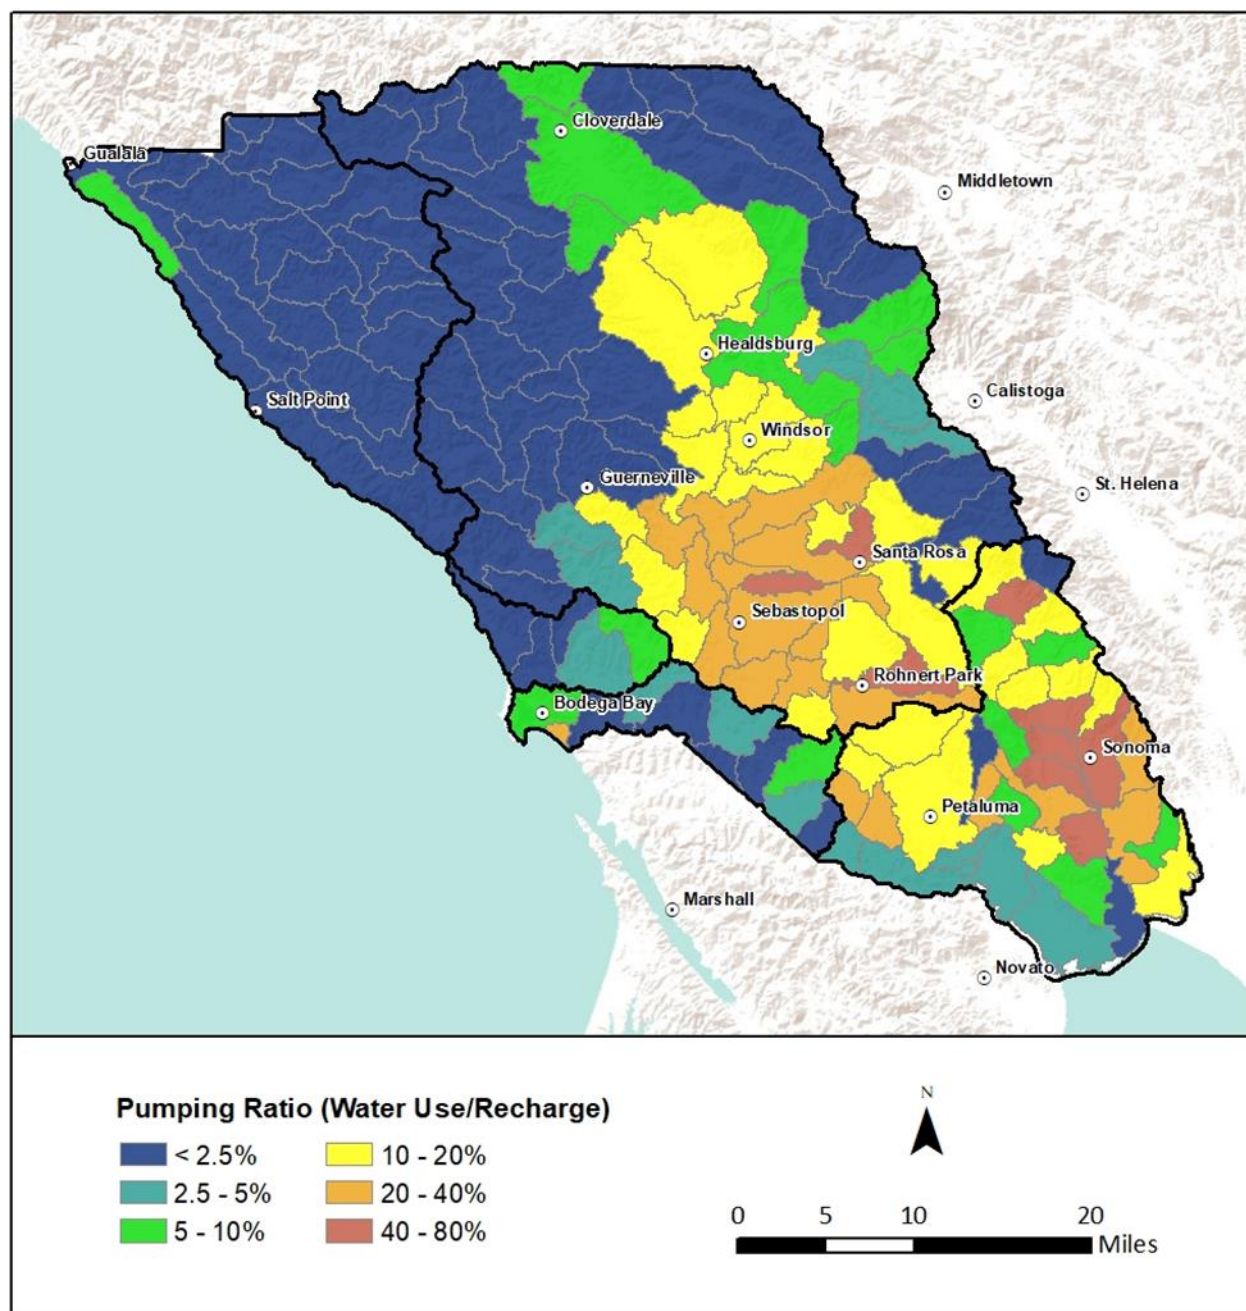 Cloverdale
Gualala
Middletown
Healdsburg
Calistoga
Salt Point
Windsor
Guerneville
St. Helena
Santa Rosa
Sebastopol
Rohnert Park
Bodega Bay
Sonoma
Petaluma
Marshall
Novato
Pumping Ratio (Water Use/Recharge)
< 2.5%
10 - 20%
2.5 - 5%
20 - 40%
5 - 10%
40 - 80%
N
0 5 10 20
Miles